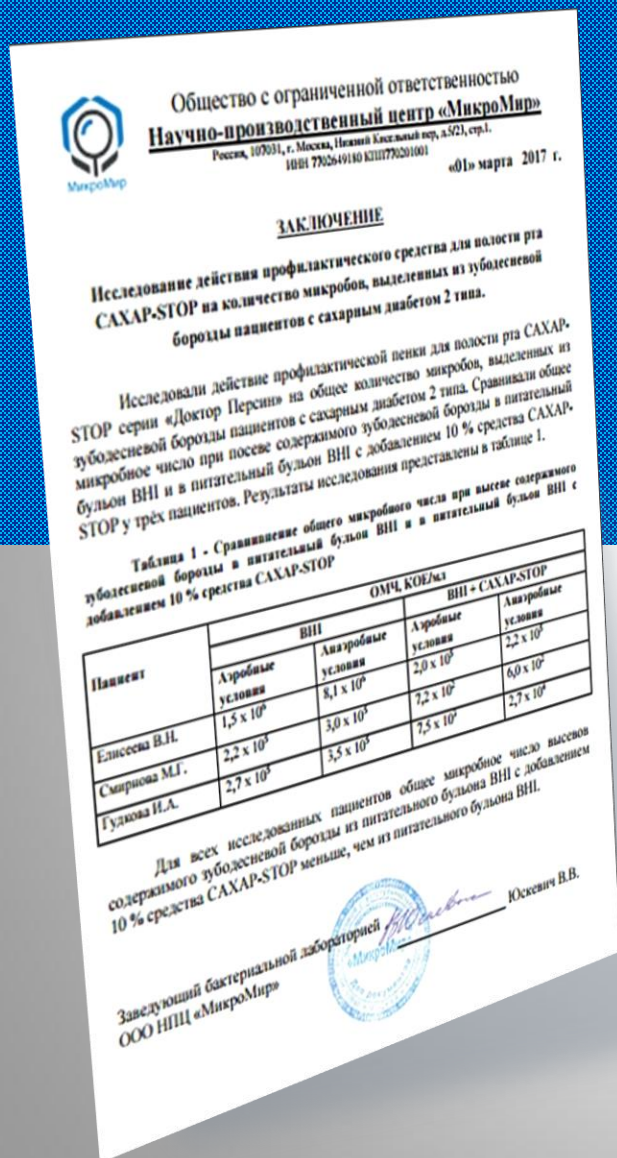 Общество с ограниченной ответственностью
Научно-производственный центр «МикроМир»
Россия, 107031, г. Москва, Нижний Кисельный пер, д.5/23, стр.1.
ИНН 7702649180 КПП770201001
МикроМир
«01» марта 2017 г.
ЗАКЛЮЧЕНИЕ
Исследование действия профилактического средства для полости рта
САХАР-STOP на количество микробов, выделенных из зубодесневой
борозды пациентов с сахарным диабетом 2 типа.
Исследовали действие профилактической пенки для полости рта САХАР-
STOP серии «Доктор Персин» на общее количество микробов, выделенных из
зубодесневой борозды пациентов с сахарным диабетом 2 типа. Сравнивали общее
микробное число при посеве содержимого зубодесневой борозды в питательный
бульон BHI и в питательный бульон BHI с добавлением 10 % средства САХАР-
STOP у трёх пациентов. Результаты исследования представлены в таблице 1.
Таблица 1 - Сравнивнение общего микробного числа при высеве содержимого
зубодесневой борозды в питательный бульон BHI и в питательный бульон BHI с
добавлением 10 % средства САХАР-STOP
Пациент
ОМЧ, КОЕ/мл
BHI
BHI + САХАР-STOP
Аэробные условия
Анаэробные условия
Аэробные условия
Анаэробные условия
Елисеева В.Н.
1,5 x 10⁶
8,1 x 10⁶
2,0 x 10⁵
2,2 x 10⁵
Смирнова М.Г.
2,2 x 10⁵
3,0 x 10⁵
7,2 x 10²
6,0 x 10²
Гудкова И.А.
2,7 x 10⁵
3,5 x 10⁵
7,5 x 10⁴
2,7 x 10⁴
Для всех исследованных пациентов общее микробное число высевов
содержимого зубодесневой борозды из питательного бульона BHI с добавлением
10 % средства САХАР-STOP меньше, чем из питательного бульона BHI.
Заведующий бактериальной лабораторией
Юскевич В.В.
ООО НПЦ «МикроМир»
«МикроМир»